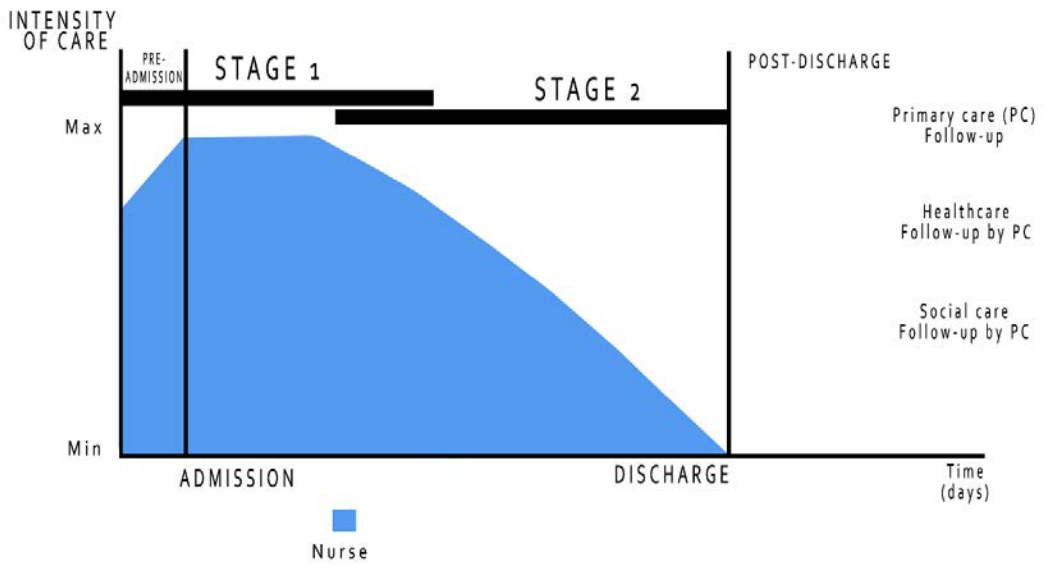 INTENSITY
OF CARE
PRE-
ADMISSION
STAGE 1
STAGE 2
POST-DISCHARGE
Max
Primary care (PC)
Follow-up
Healthcare
Follow-up by PC
Social care
Follow-up by PC
Min
ADMISSION
DISCHARGE
Time
(days)
Nurse